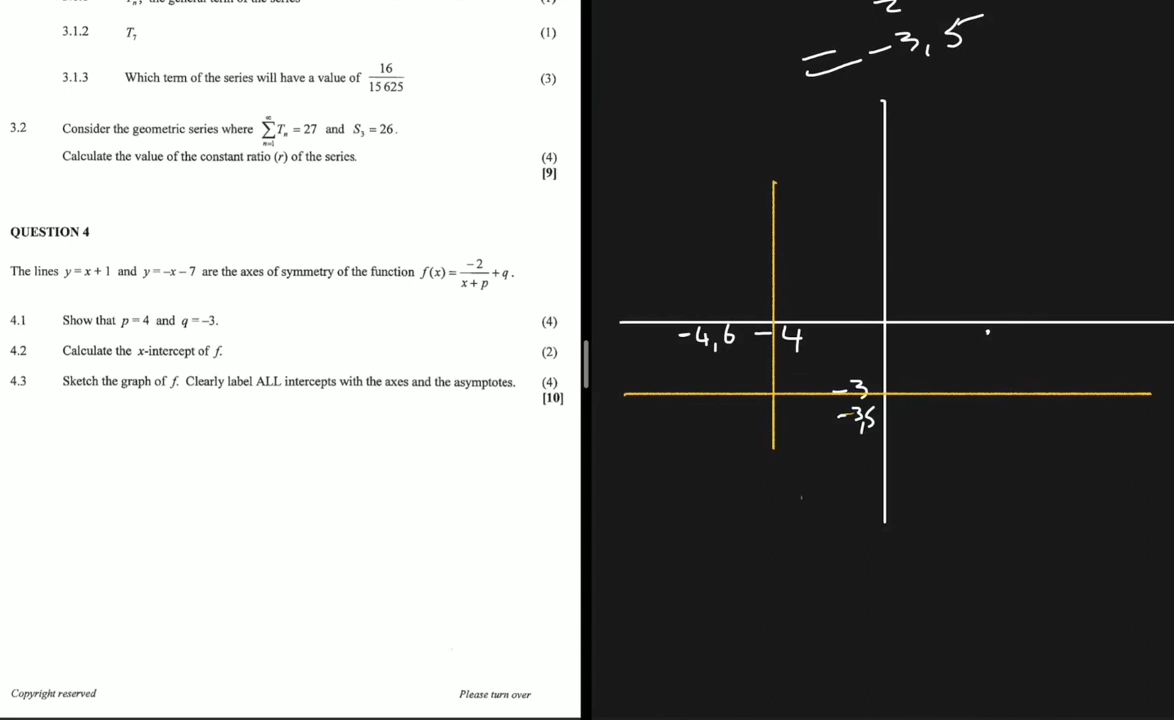 3.1.2 T₇ (1)
3.1.3 Which term of the series will have a value of 16/15 625 (3)
3.2 Consider the geometric series where ∑_{n=1}^{∞} Tₙ = 27 and S₃ = 26.
Calculate the value of the constant ratio (r) of the series. (4)
[9]
QUESTION 4
The lines y = x + 1 and y = –x – 7 are the axes of symmetry of the function f(x) = –2/(x + p) + q.
4.1 Show that p = 4 and q = –3. (4)
4.2 Calculate the x-intercept of f. (2)
4.3 Sketch the graph of f. Clearly label ALL intercepts with the axes and the asymptotes. (4)
[10]
Copyright reserved Please turn over
2
= -3,5
-4,6 -4
-3
-3,5